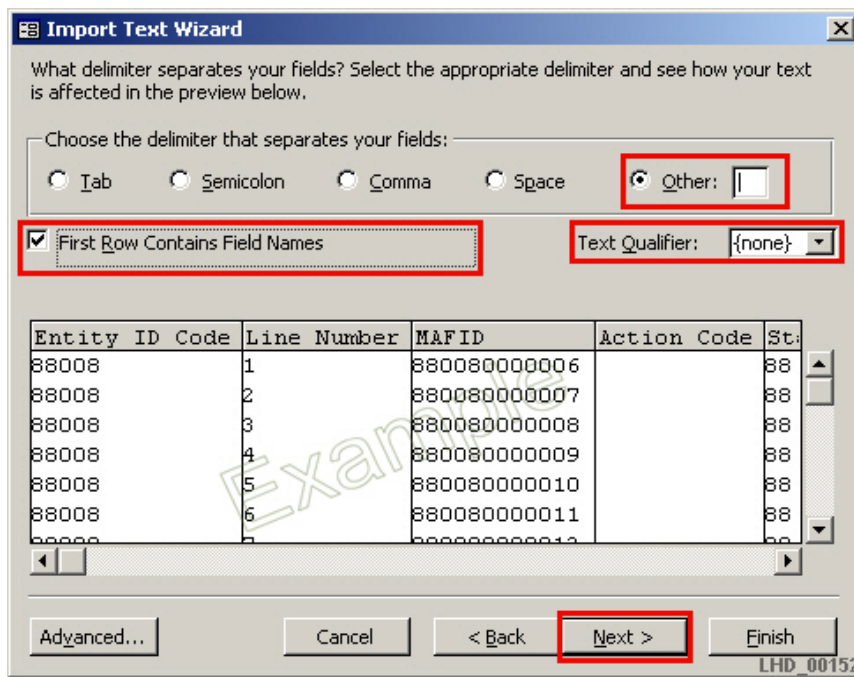 Import Text Wizard
What delimiter separates your fields? Select the appropriate delimiter and see how your text
is affected in the preview below.
Choose the delimiter that separates your fields:
Tab Semicolon Comma Space Other: |
First Row Contains Field Names Text Qualifier: {none}
Entity ID Code Line Number MAFID Action Code
88008 1 880080000006 88
88008 2 880080000007 88
88008 3 880080000008 88
88008 4 880080000009 88
88008 5 880080000010 88
88008 6 880080000011 88
Example
Advanced... Cancel < Back Next > Finish
LHD_00152